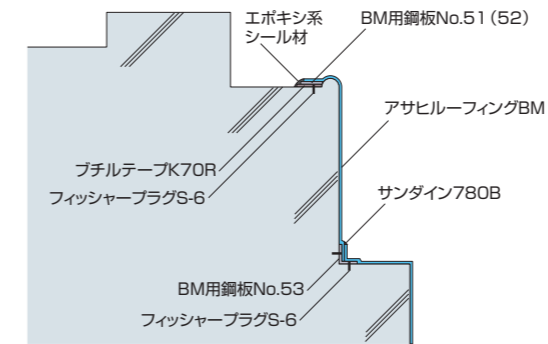 エポキシ系
シール材
BM用鋼板No.51(52)
アサヒルーフィングBM
ブチルテープK70R
フィッシャープラグS-6
サンダイン780B
BM用鋼板No.53
フィッシャープラグS-6